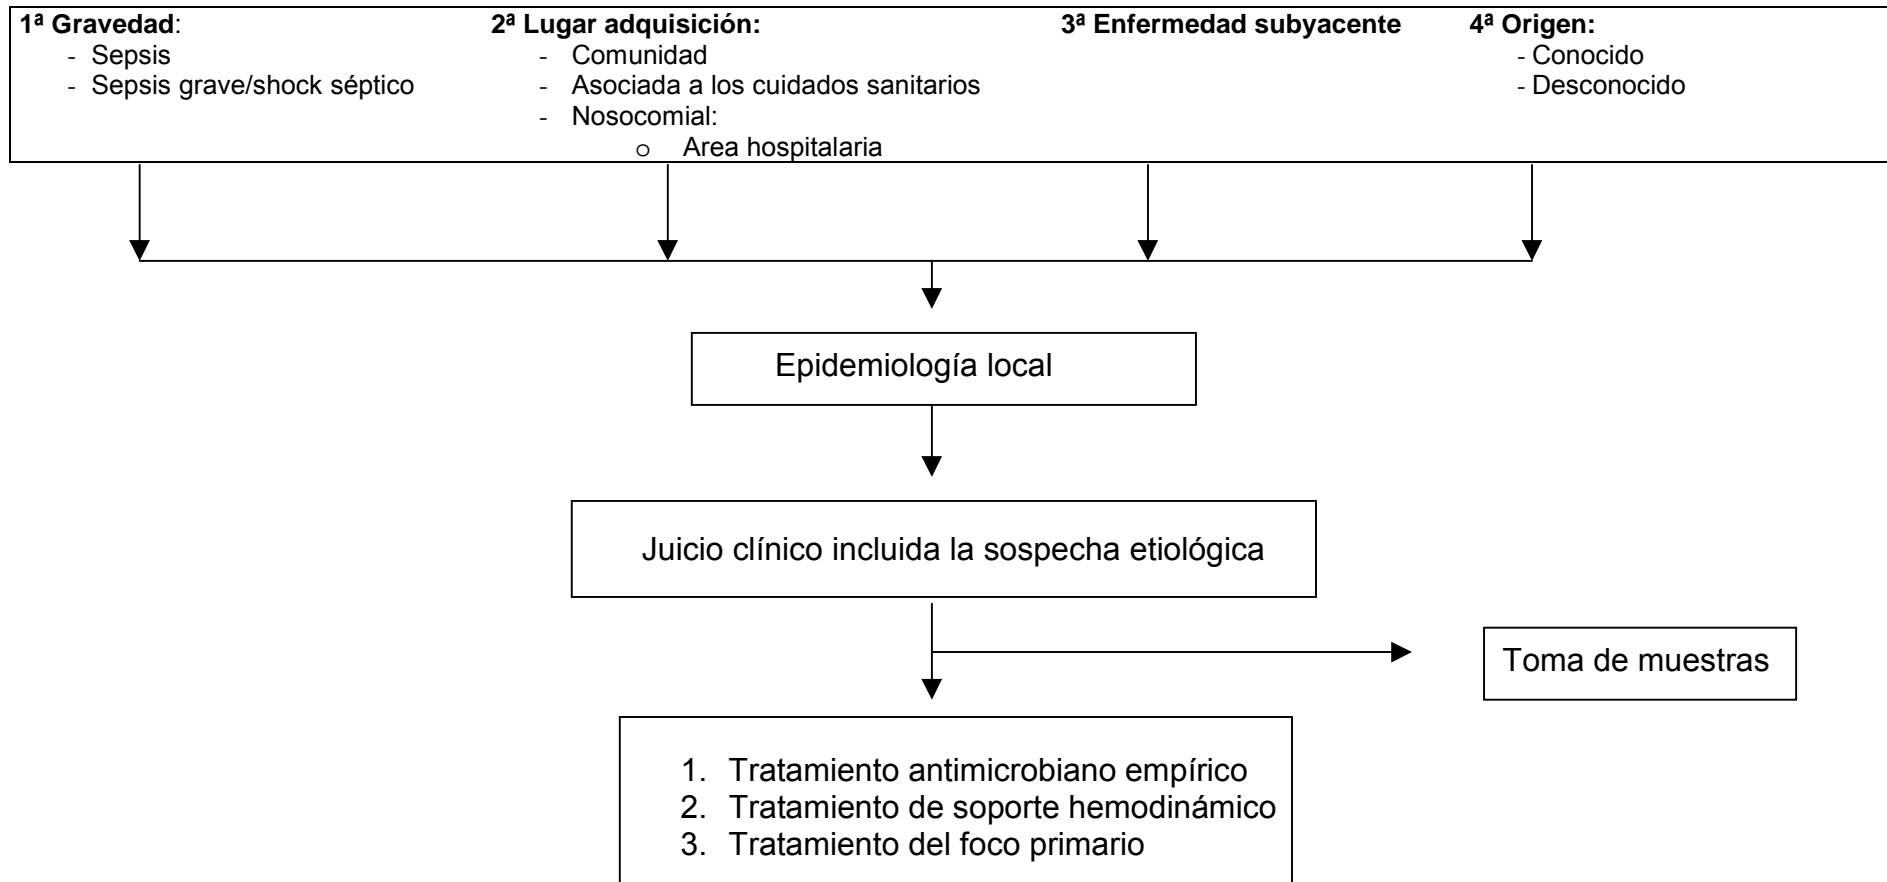 1ª Gravedad:
- Sepsis
- Sepsis grave/shock séptico
2ª Lugar adquisición:
- Comunidad
- Asociada a los cuidados sanitarios
- Nosocomial:
o Area hospitalaria
3ª Enfermedad subyacente
4ª Origen:
- Conocido
- Desconocido
Epidemiología local
Juicio clínico incluida la sospecha etiológica
Toma de muestras
1. Tratamiento antimicrobiano empírico
2. Tratamiento de soporte hemodinámico
3. Tratamiento del foco primario